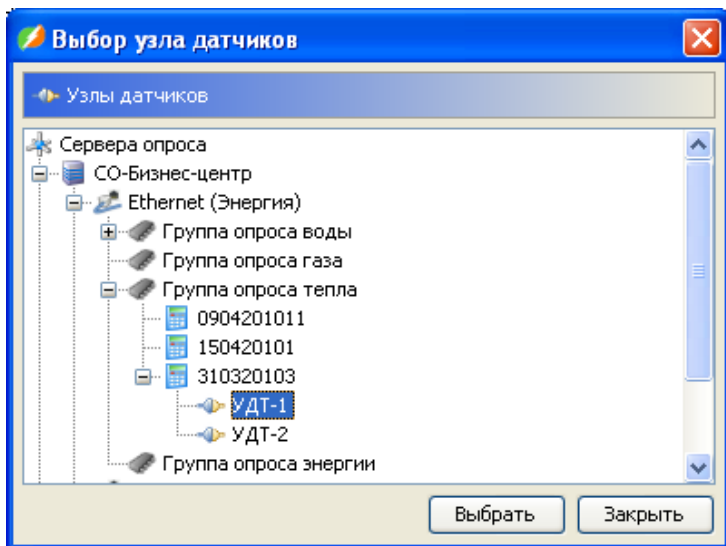 Выбор узла датчиков
Узлы датчиков
Сервера опроса
СО-Бизнес-центр
Ethernet (Энергия)
Группа опроса воды
Группа опроса газа
Группа опроса тепла
0904201011
150420101
310320103
УДТ-1
УДТ-2
Группа опроса энергии
Выбрать Закрыть